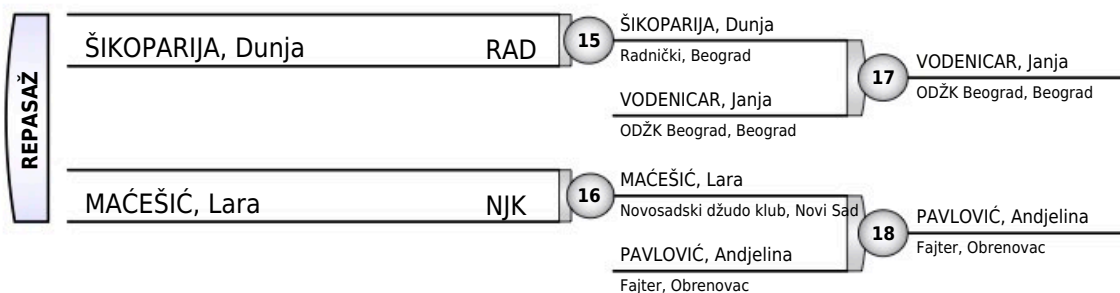 REPASAŽ
ŠIKOPARIJA, Dunja RAD
15
ŠIKOPARIJA, Dunja
Radnički, Beograd
VODENICAR, Janja
ODŽK Beograd, Beograd
17
VODENICAR, Janja
ODŽK Beograd, Beograd
MAĆEŠIĆ, Lara NJK
16
MAĆEŠIĆ, Lara
Novosadski džudo klub, Novi Sad
PAVLOVIĆ, Andjelina
Fajter, Obrenovac
18
PAVLOVIĆ, Andjelina
Fajter, Obrenovac